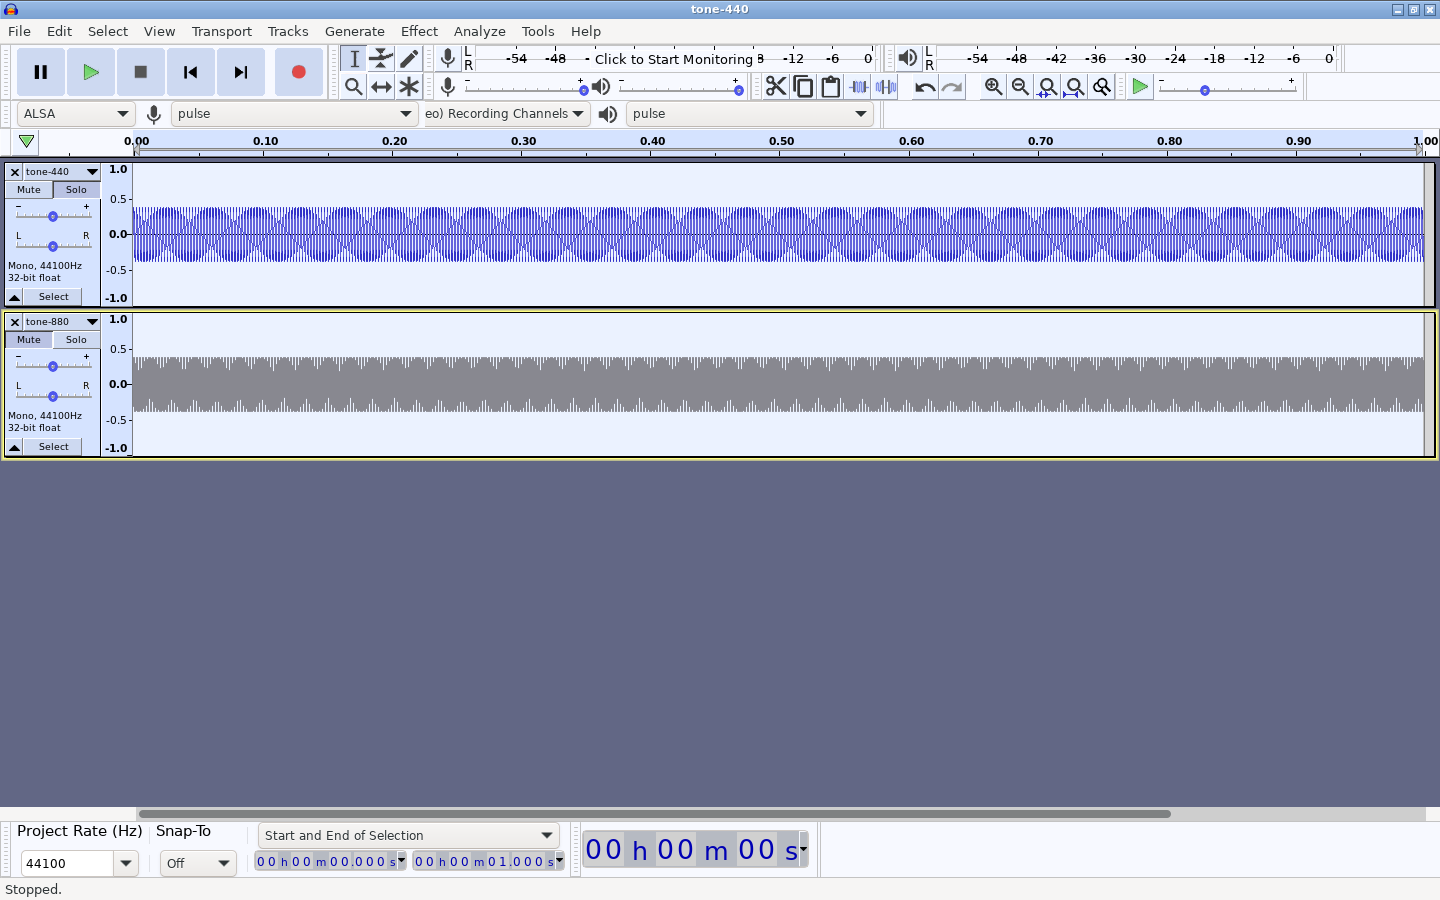 tone-440
File Edit Select View Transport Tracks Generate Effect Analyze Tools Help
L
R
-54 -48 - Click to Start Monitoring -12 -6 0
L
R
-54 -48 -42 -36 -30 -24 -18 -12 -6 0
- + - + - +
ALSA pulse eo) Recording Channels pulse
0.00 0.10 0.20 0.30 0.40 0.50 0.60 0.70 0.80 0.90 1.00
tone-440
Mute Solo
- +
L R
Mono, 44100Hz
32-bit float
Select
1.0
0.5
0.0
-0.5
-1.0
tone-880
Mute Solo
- +
L R
Mono, 44100Hz
32-bit float
Select
1.0
0.5
0.0
-0.5
-1.0
Project Rate (Hz) Snap-To Start and End of Selection
44100 Off 00 h 00 m 00.000 s 00 h 00 m 01.000 s
00 h 00 m 00 s
Stopped.